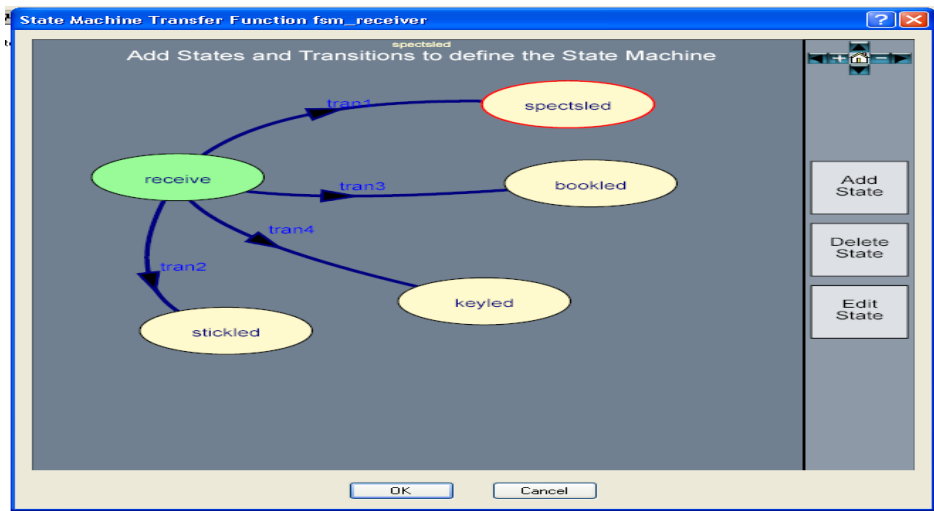 State Machine Transfer Function fsm_receiver
spectsled
Add States and Transitions to define the State Machine
tran1
spectsled
receive
tran3
bookled
tran4
tran2
keyled
stickled
Add
State
Delete
State
Edit
State
OK
Cancel